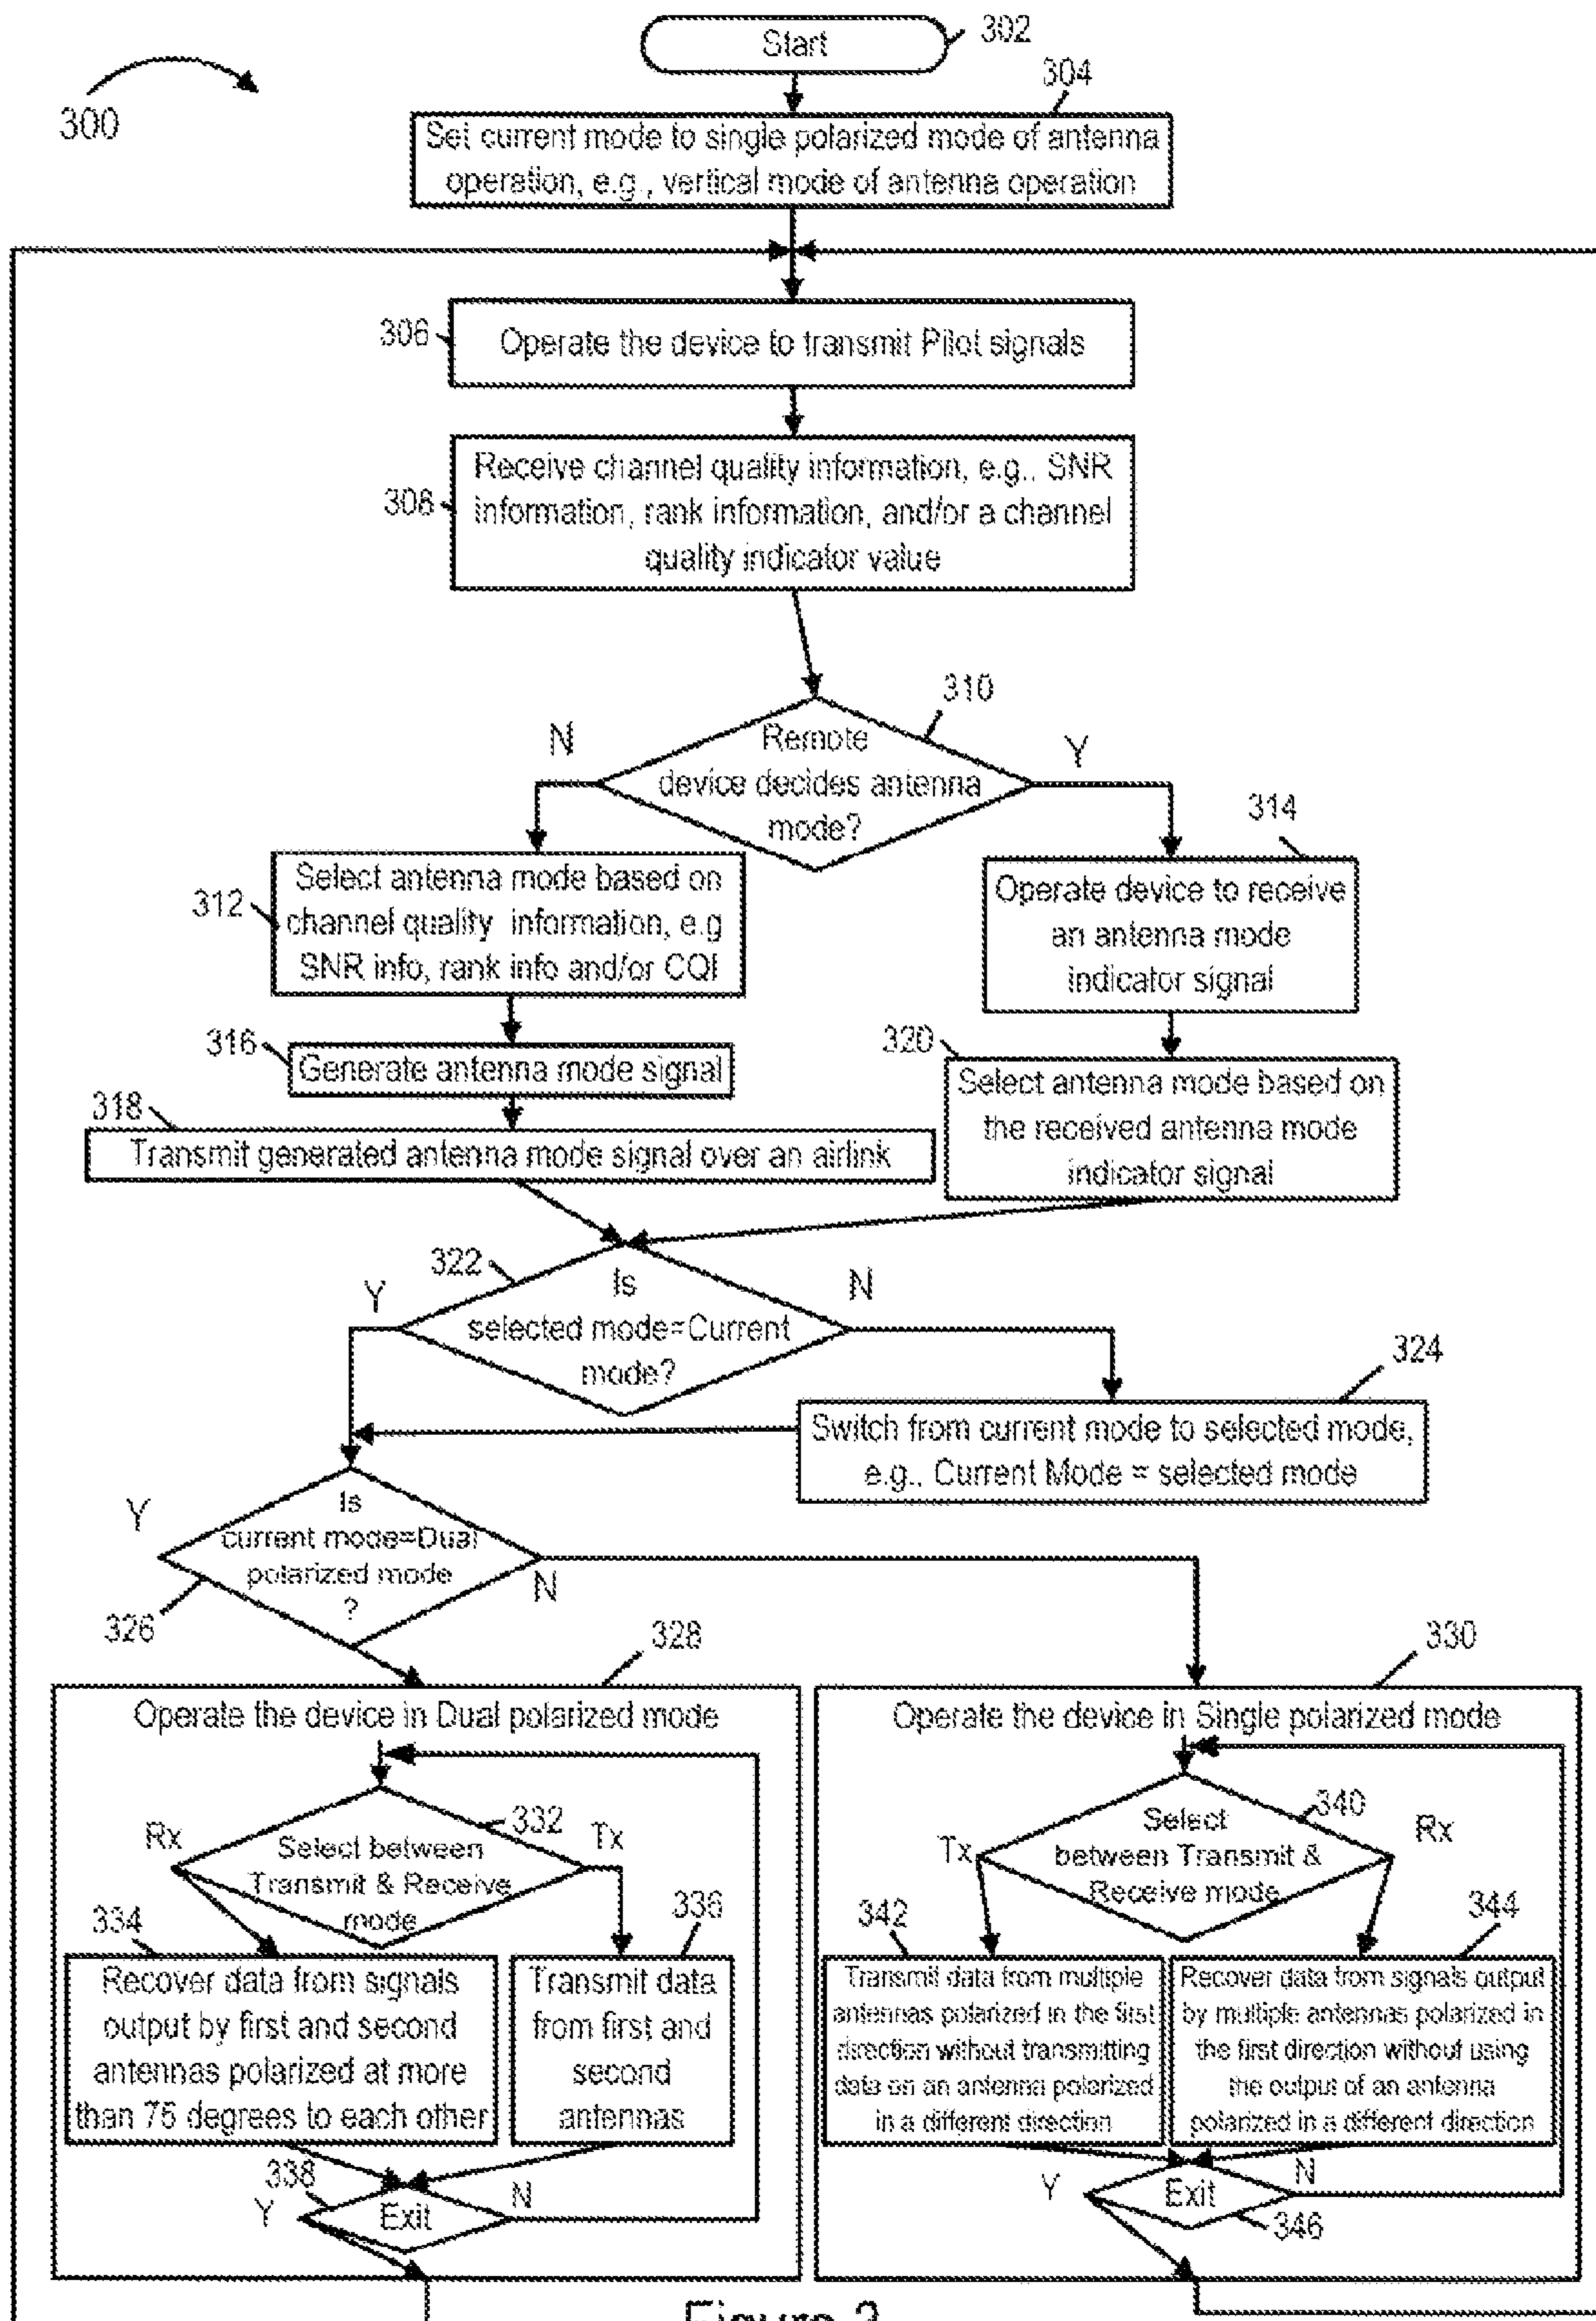 300
Start
302
304
Set current mode to single polarized mode of antenna
operation, e.g., vertical mode of antenna operation
306
Operate the device to transmit Pilot signals
308
Receive channel quality information, e.g., SNR
information, rank information, and/or a channel
quality indicator value
310
N
Remote
device decides antenna
mode?
Y
312
Select antenna mode based on
channel quality information, e.g
SNR info, rank info and/or CQI
314
Operate device to receive
an antenna mode
indicator signal
316
Generate antenna mode signal
318
Transmit generated antenna mode signal over an airlink
320
Select antenna mode based on
the received antenna mode
indicator signal
322
Y
Is
selected mode=Current
mode?
N
324
Switch from current mode to selected mode,
e.g., Current Mode = selected mode
Y
Is
current mode=Dual
polarized mode
?
N
326
328
Operate the device in Dual polarized mode
332
Rx
Select between
Transmit & Receive
mode
Tx
334
Recover data from signals
output by first and second
antennas polarized at more
than 75 degrees to each other
336
Transmit data
from first and
second
antennas
338
Y
Exit
N
330
Operate the device in Single polarized mode
340
Tx
Select
between Transmit &
Receive mode
Rx
342
Transmit data from multiple
antennas polarized in the first
direction without transmitting
data on an antenna polarized
in a different direction
344
Recover data from signals output
by multiple antennas polarized in
the first direction without using
the output of an antenna
polarized in a different direction
Y
Exit
N
346
Figure 3